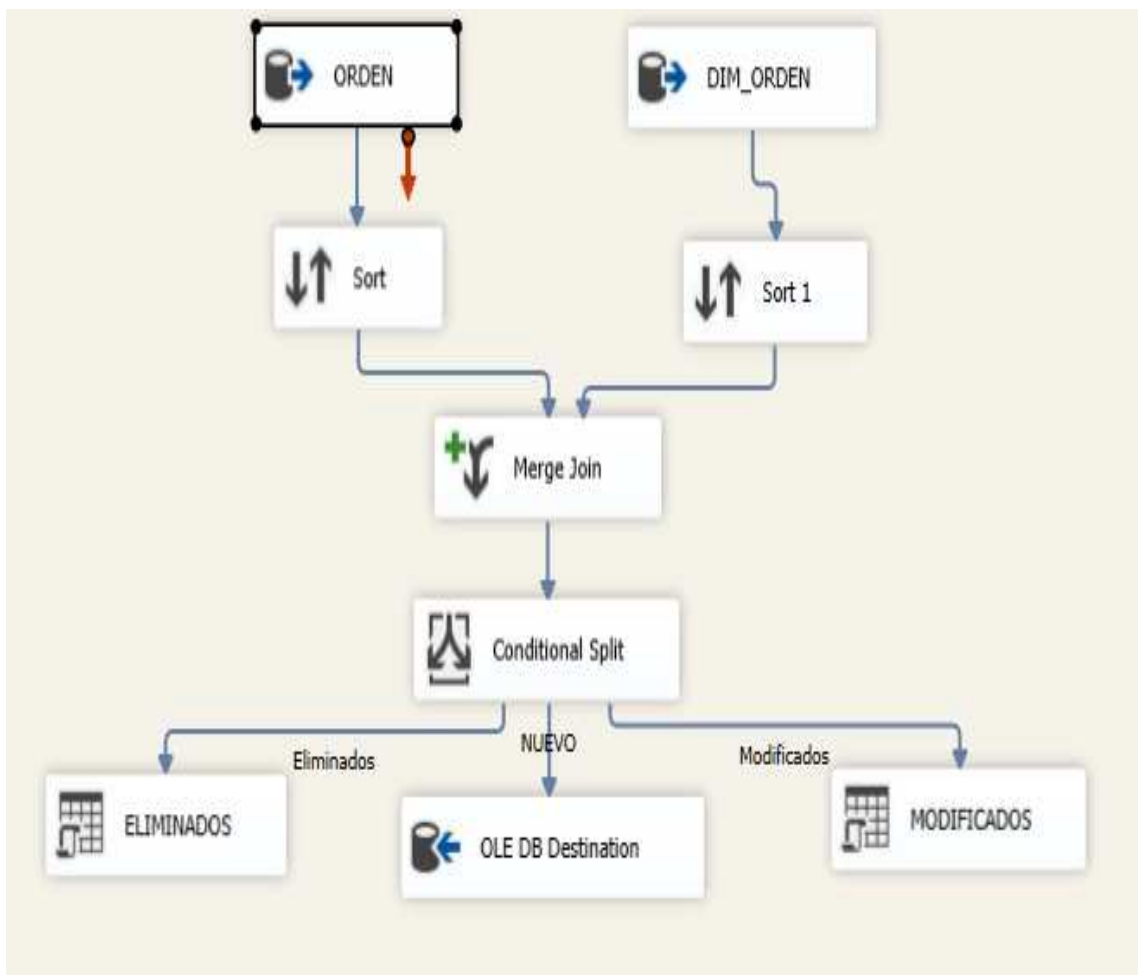 ORDEN
DIM_ORDEN
Sort
Sort 1
Merge Join
Conditional Split
Eliminados
NUEVO
Modificados
ELIMINADOS
OLE DB Destination
MODIFICADOS